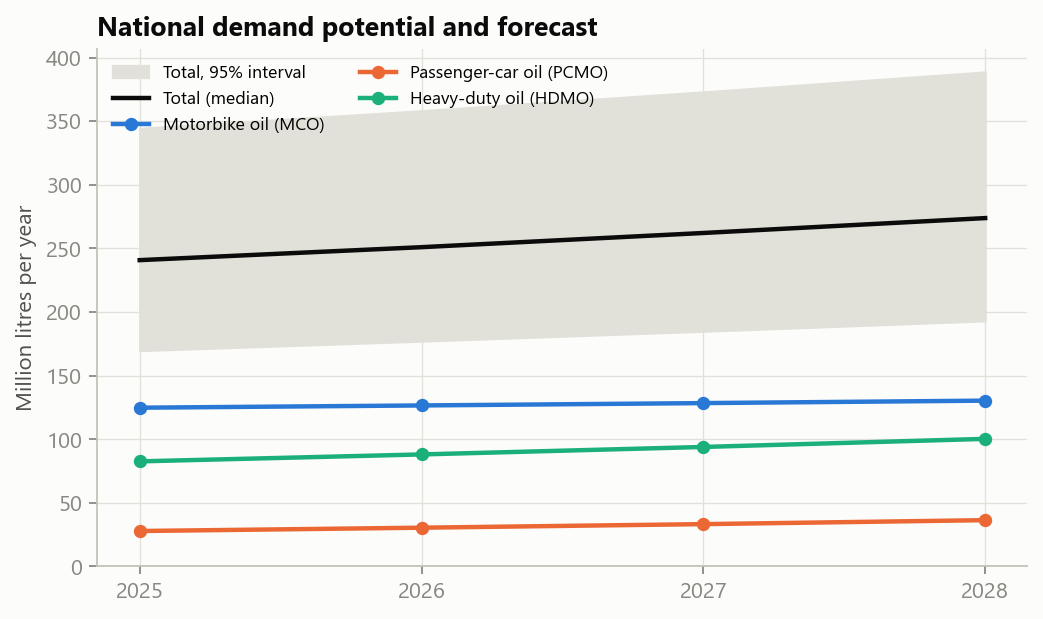 National demand potential and forecast
Total, 95% interval
Total (median)
Motorbike oil (MCO)
Passenger-car oil (PCMO)
Heavy-duty oil (HDMO)
Million litres per year
400
350
300
250
200
150
100
50
0
2025 2026 2027 2028